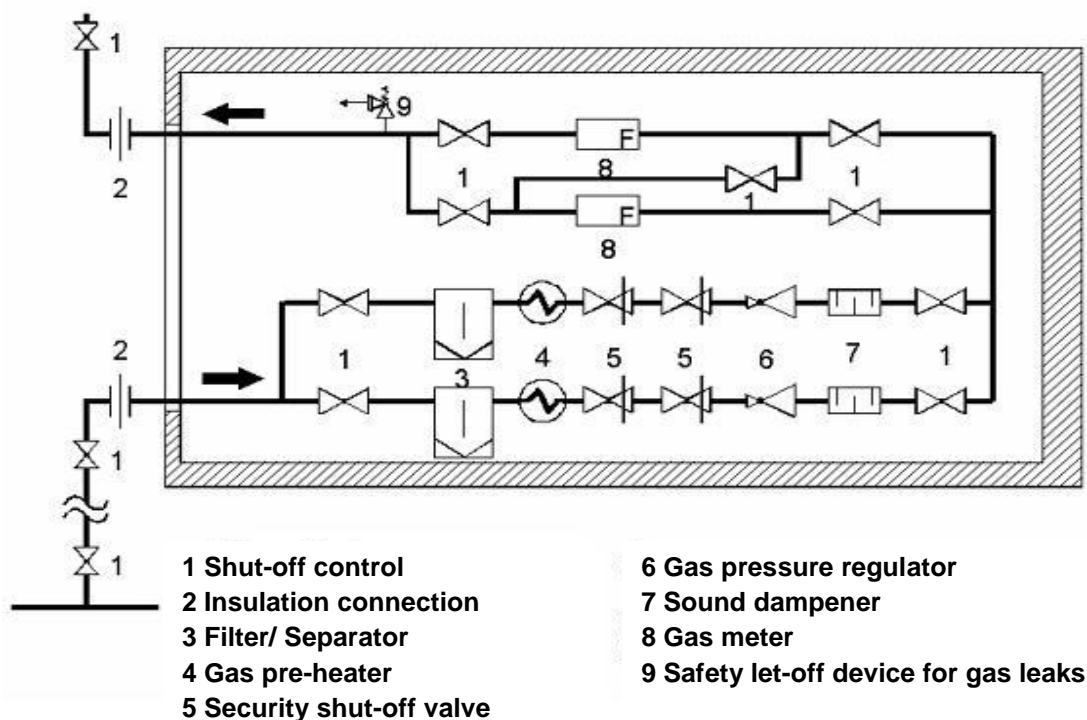 1
9
2
F
1
8
1
1
F
8
2
1
3
4
5
5
6
7
1
1
1
1 Shut-off control
2 Insulation connection
3 Filter/ Separator
4 Gas pre-heater
5 Security shut-off valve
6 Gas pressure regulator
7 Sound dampener
8 Gas meter
9 Safety let-off device for gas leaks